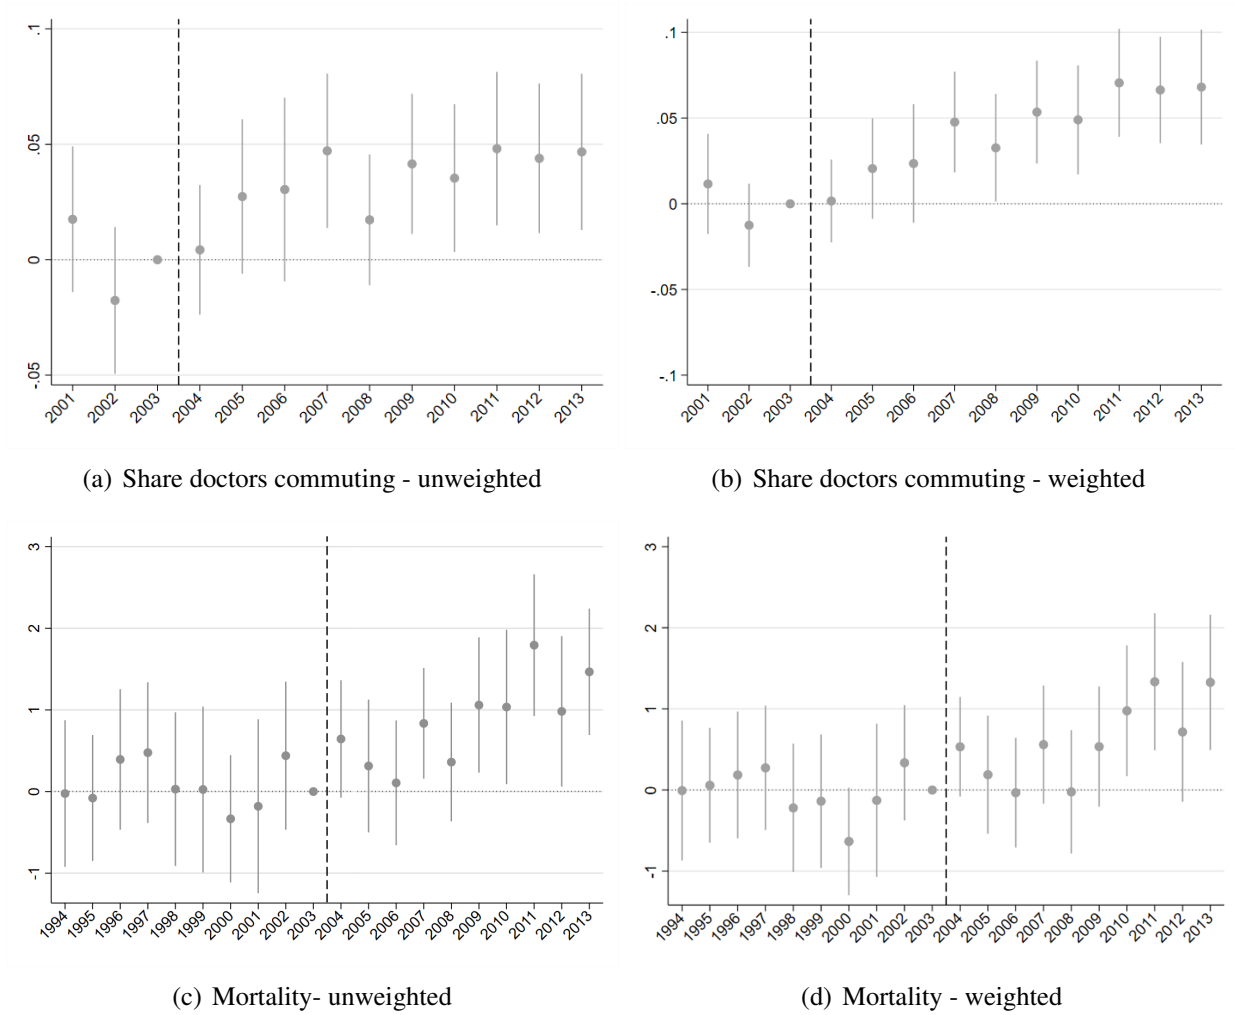 .1
.05
0
-.05
2001 2002 2003 2004 2005 2006 2007 2008 2009 2010 2011 2012 2013
(a) Share doctors commuting - unweighted
.1
.05
0
-.05
-.1
2001 2002 2003 2004 2005 2006 2007 2008 2009 2010 2011 2012 2013
(b) Share doctors commuting - weighted
3
2
1
0
-1
1994 1995 1996 1997 1998 1999 2000 2001 2002 2003 2004 2005 2006 2007 2008 2009 2010 2011 2012 2013
(c) Mortality- unweighted
3
2
1
0
-1
1994 1995 1996 1997 1998 1999 2000 2001 2002 2003 2004 2005 2006 2007 2008 2009 2010 2011 2012 2013
(d) Mortality - weighted